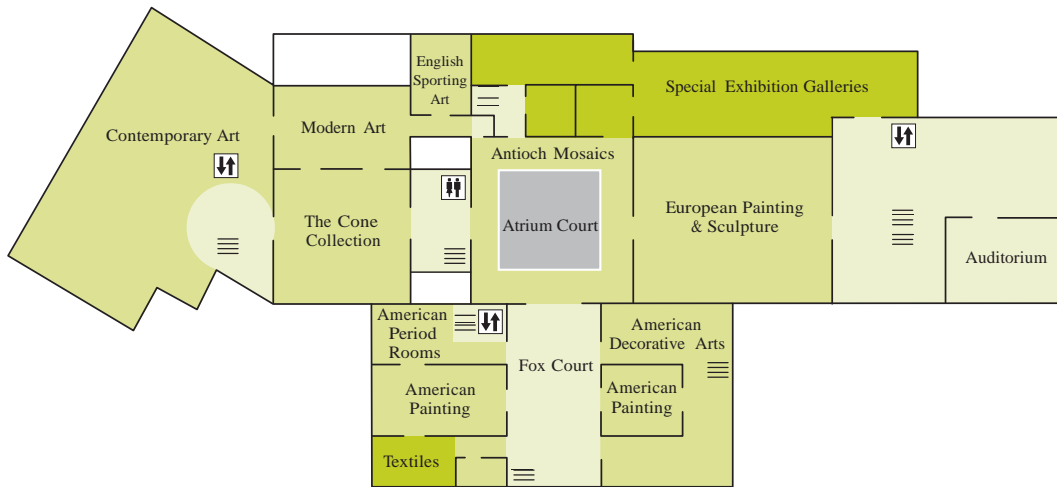 English
Sporting
Art
Special Exhibition Galleries
Contemporary Art
Modern Art
Antioch Mosaics
The Cone
Collection
Atrium Court
European Painting
& Sculpture
Auditorium
American
Period
Rooms
Fox Court
American
Decorative Arts
American
Painting
American
Painting
Textiles